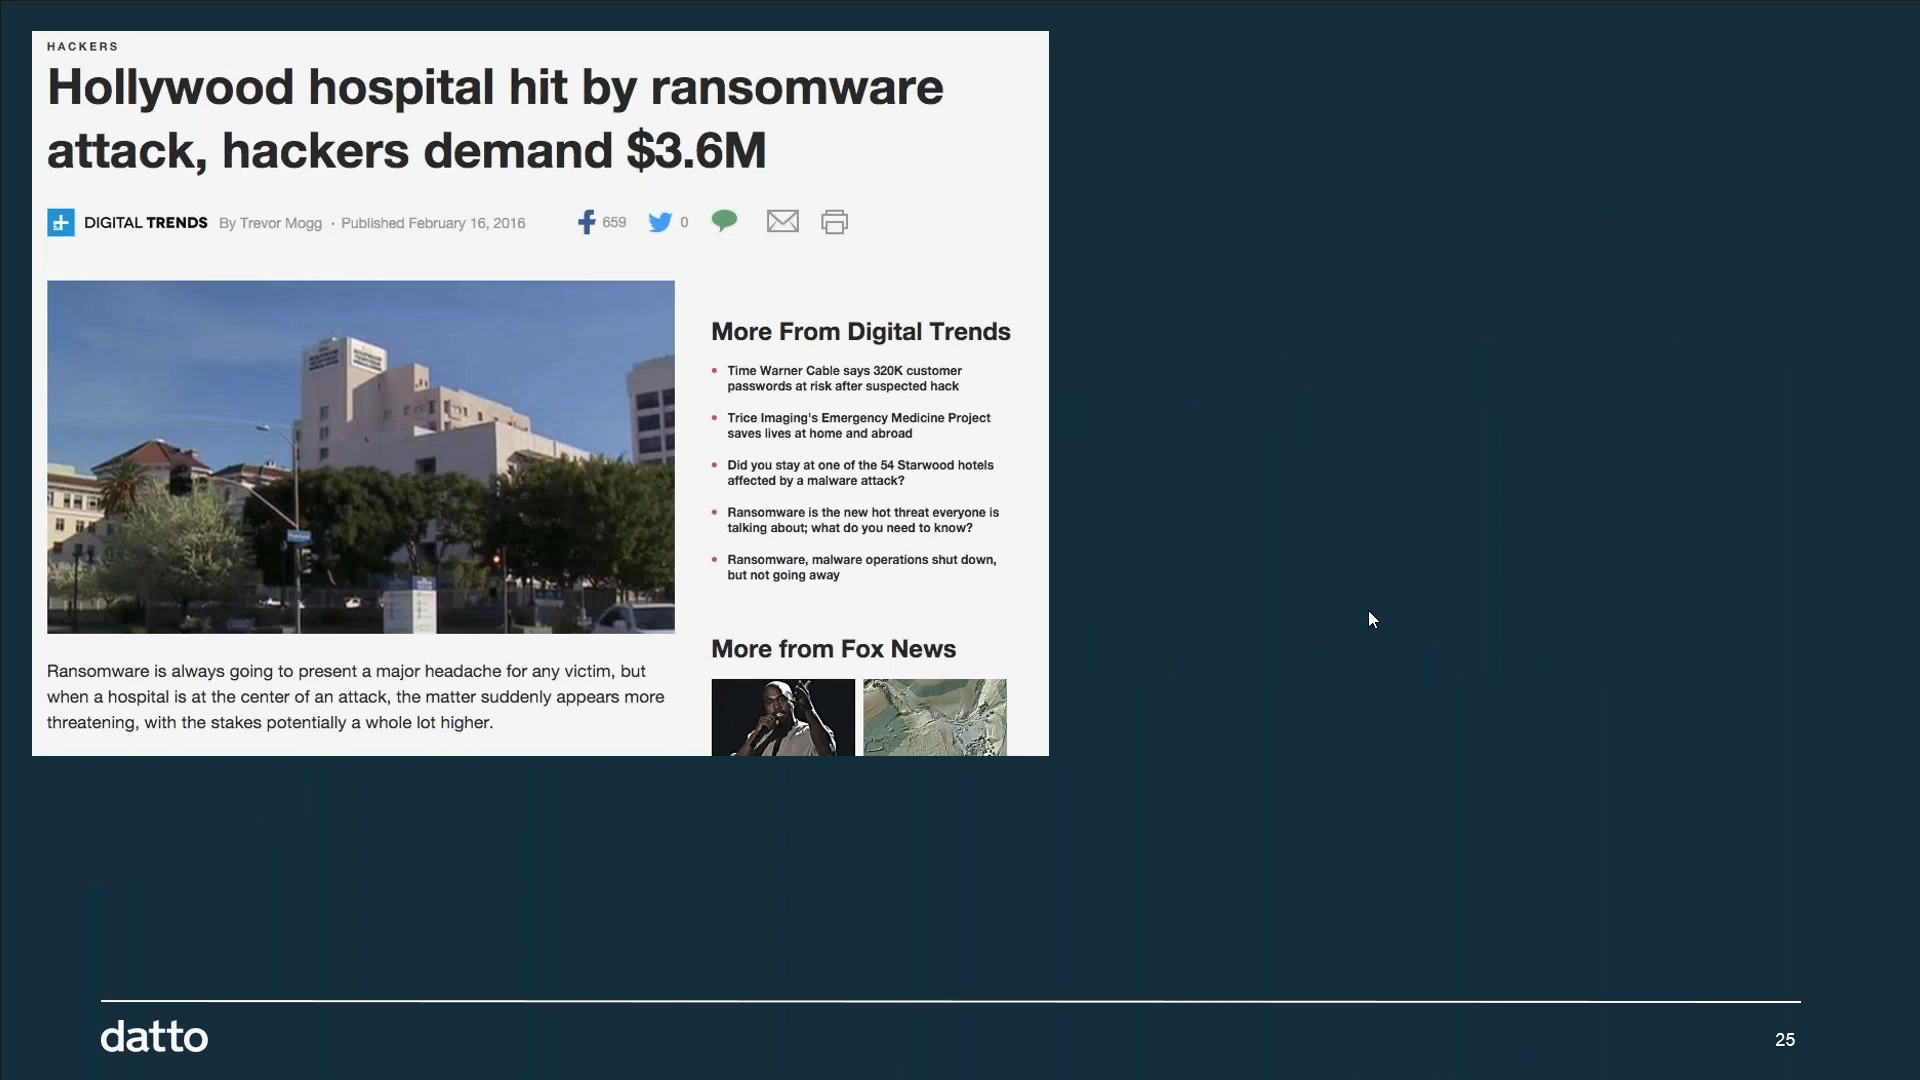 HACKERS
Hollywood hospital hit by ransomware
attack, hackers demand $3.6M
DIGITAL TRENDS By Trevor Mogg · Published February 16, 2016 659 0
More From Digital Trends
• Time Warner Cable says 320K customer
passwords at risk after suspected hack
• Trice Imaging's Emergency Medicine Project
saves lives at home and abroad
• Did you stay at one of the 54 Starwood hotels
affected by a malware attack?
• Ransomware is the new hot threat everyone is
talking about; what do you need to know?
• Ransomware, malware operations shut down,
but not going away
More from Fox News
Ransomware is always going to present a major headache for any victim, but
when a hospital is at the center of an attack, the matter suddenly appears more
threatening, with the stakes potentially a whole lot higher.
datto
25